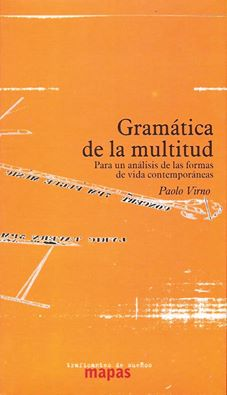 Gramática
de la multitud
Para un análisis de las formas
de vida contemporáneas
Paolo Virno
traficantes de sueños
mapas